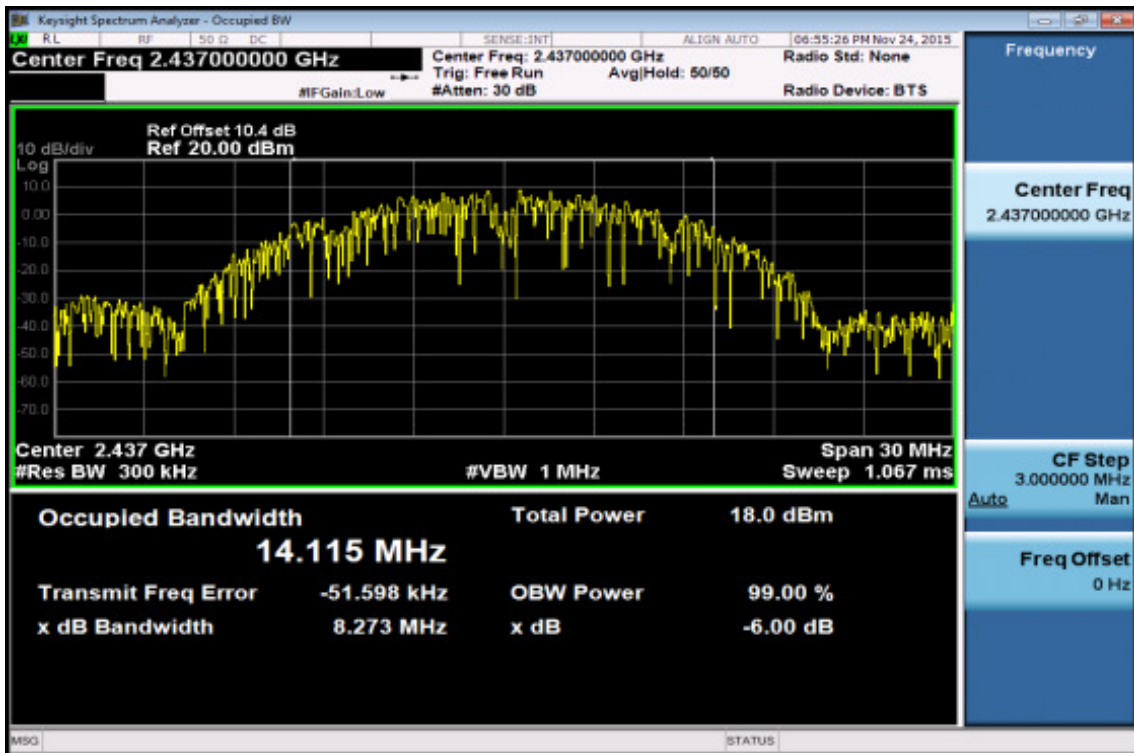 Keysight Spectrum Analyzer - Occupied BW
LXI RL RF 50 Ω DC SENSE:INT ALIGN AUTO 06:55:26 PM Nov 24, 2015
Center Freq 2.437000000 GHz
Center Freq: 2.437000000 GHz
Radio Std: None
Trig: Free Run Avg|Hold: 50/50
#IFGain:Low
#Atten: 30 dB
Radio Device: BTS
Ref Offset 10.4 dB
10 dB/div Ref 20.00 dBm
Log
10.0
0.00
-10.0
-20.0
-30.0
-40.0
-50.0
-60.0
-70.0
Center 2.437 GHz Span 30 MHz
#Res BW 300 kHz #VBW 1 MHz Sweep 1.067 ms
Occupied Bandwidth Total Power 18.0 dBm
14.115 MHz
Transmit Freq Error -51.598 kHz OBW Power 99.00 %
x dB Bandwidth 8.273 MHz x dB -6.00 dB
Frequency
Center Freq
2.437000000 GHz
CF Step
3.000000 MHz
Auto Man
Freq Offset
0 Hz
MSG STATUS